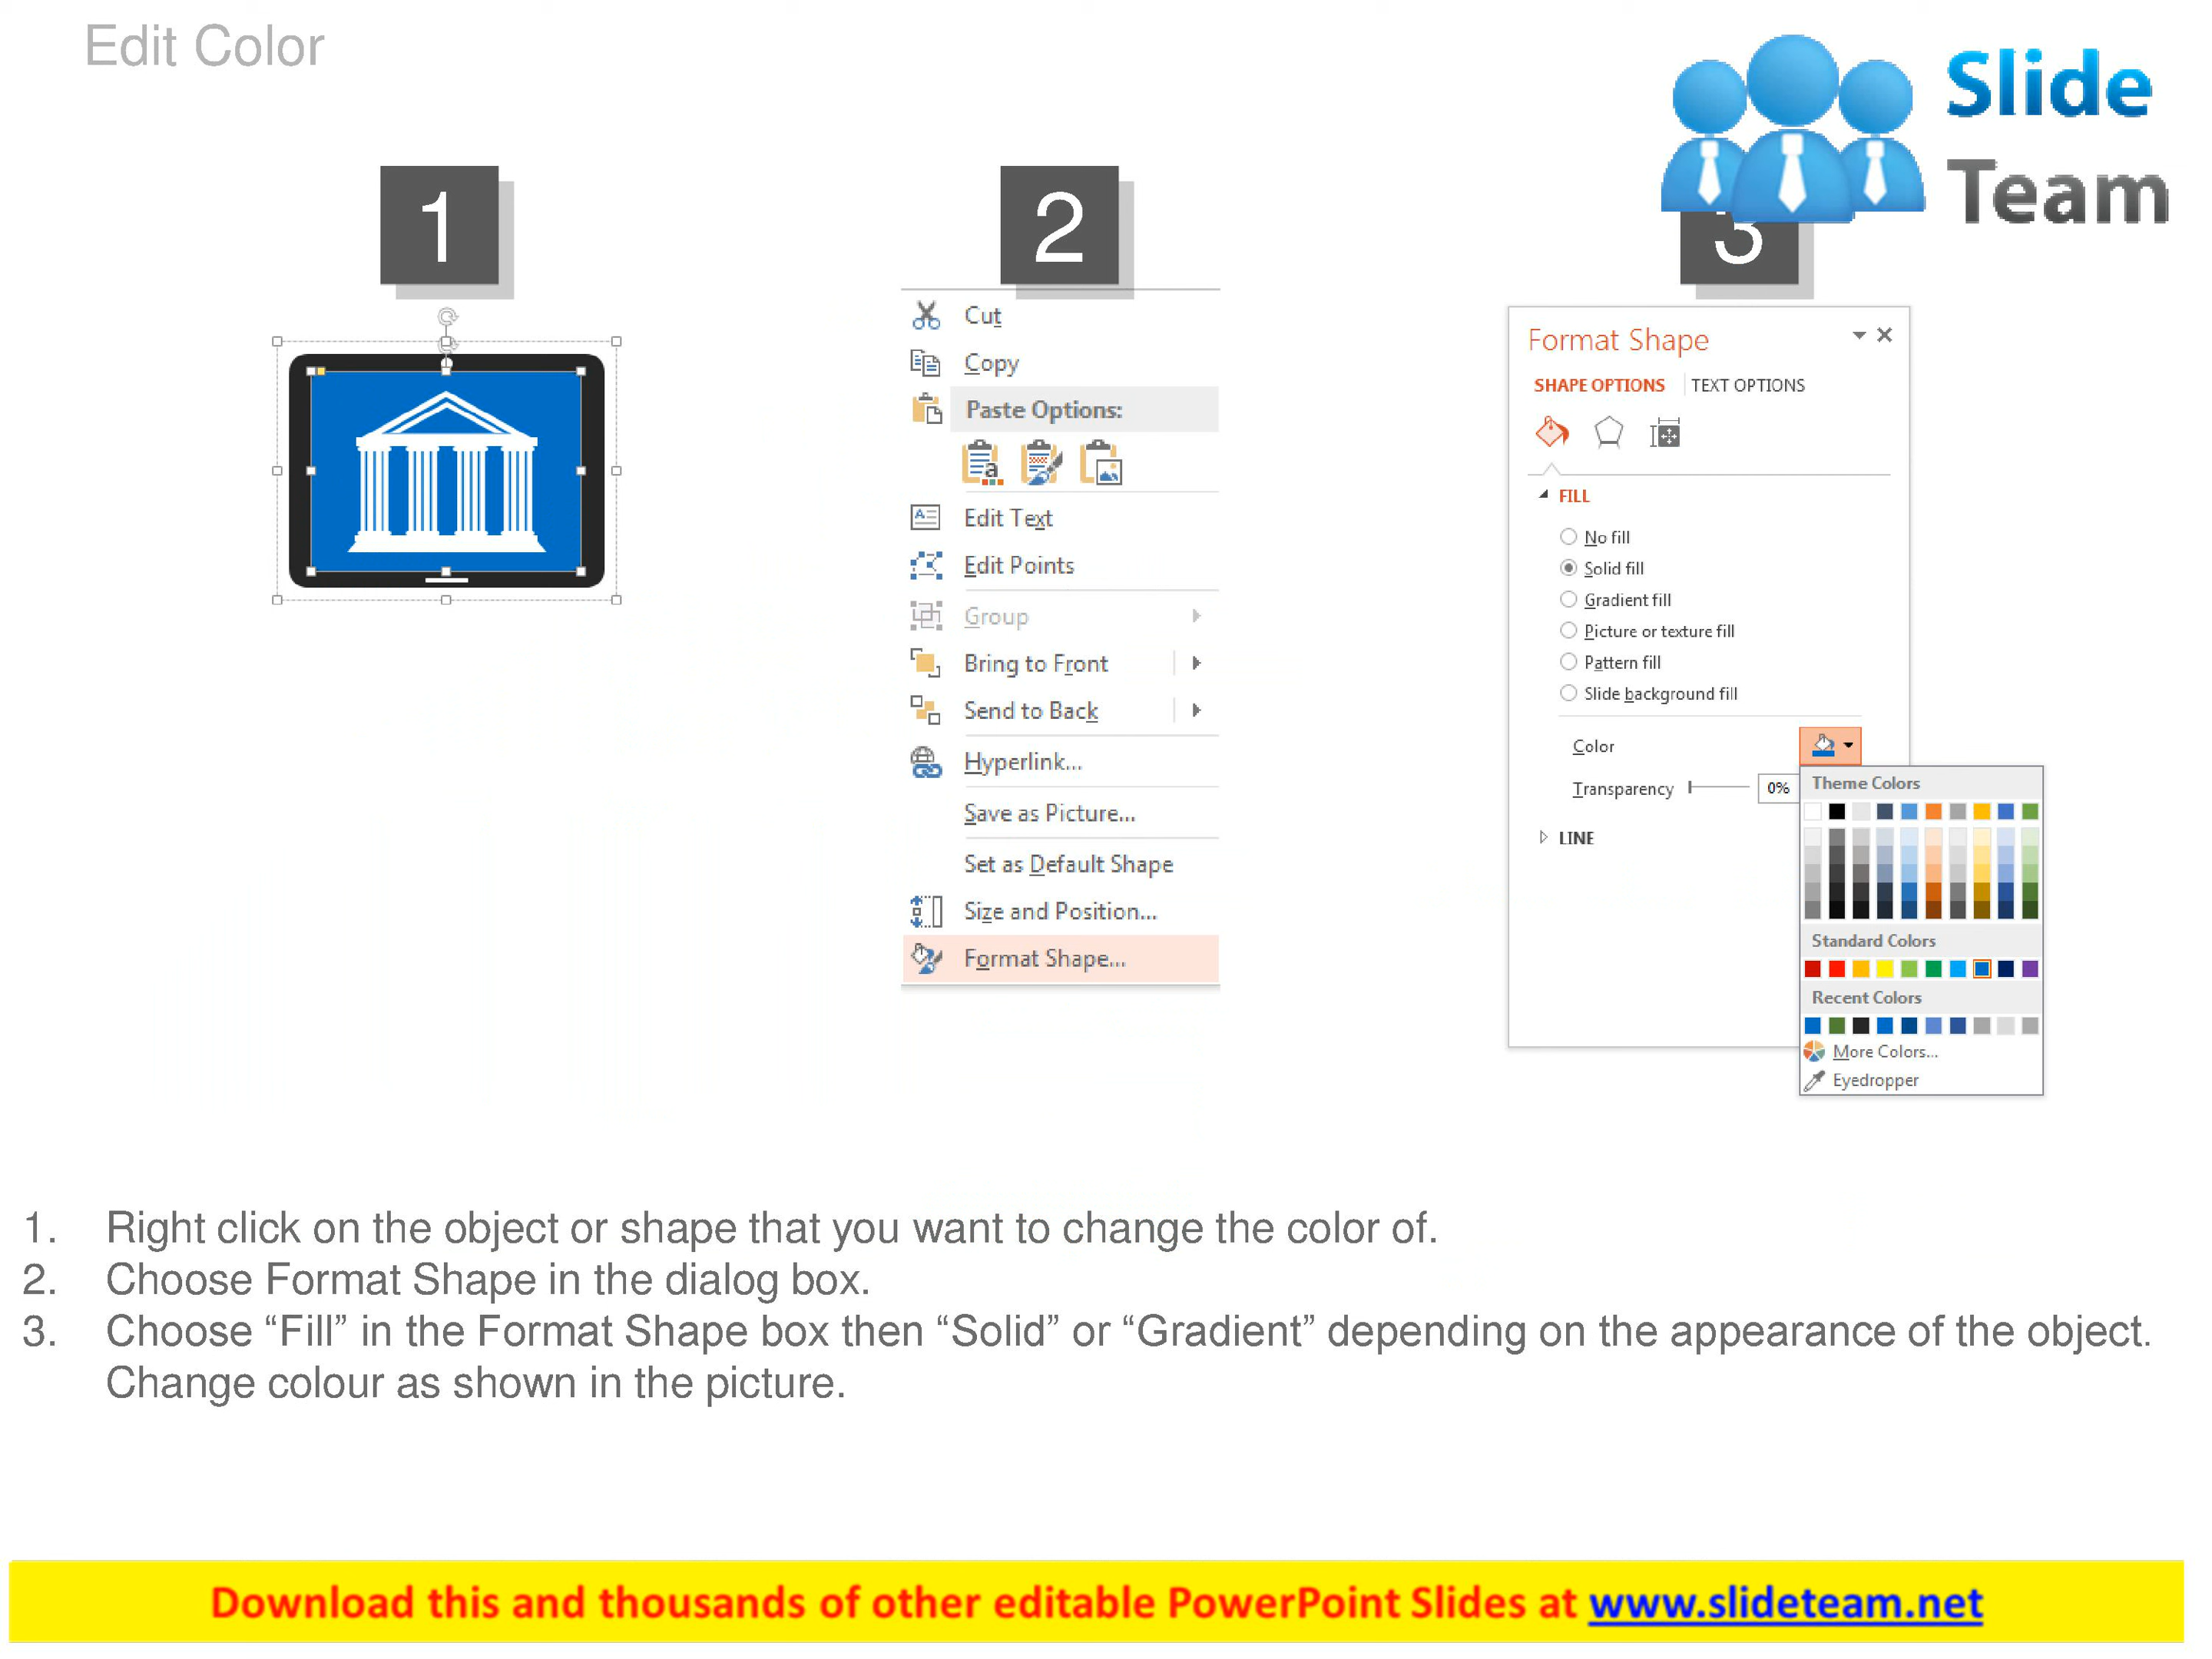 Edit Color
Slide
Team
1
2
3
Cut
Copy
Paste Options:
Edit Text
Edit Points
Group
Bring to Front
Send to Back
Hyperlink...
Save as Picture...
Set as Default Shape
Size and Position...
Format Shape...
Format Shape
SHAPE OPTIONS TEXT OPTIONS
FILL
No fill
Solid fill
Gradient fill
Picture or texture fill
Pattern fill
Slide background fill
Color
Transparency 0%
LINE
Theme Colors
Standard Colors
Recent Colors
More Colors...
Eyedropper
1. Right click on the object or shape that you want to change the color of.
2. Choose Format Shape in the dialog box.
3. Choose “Fill” in the Format Shape box then “Solid” or “Gradient” depending on the appearance of the object.
Change colour as shown in the picture.
Download this and thousands of other editable PowerPoint Slides at www.slideteam.net